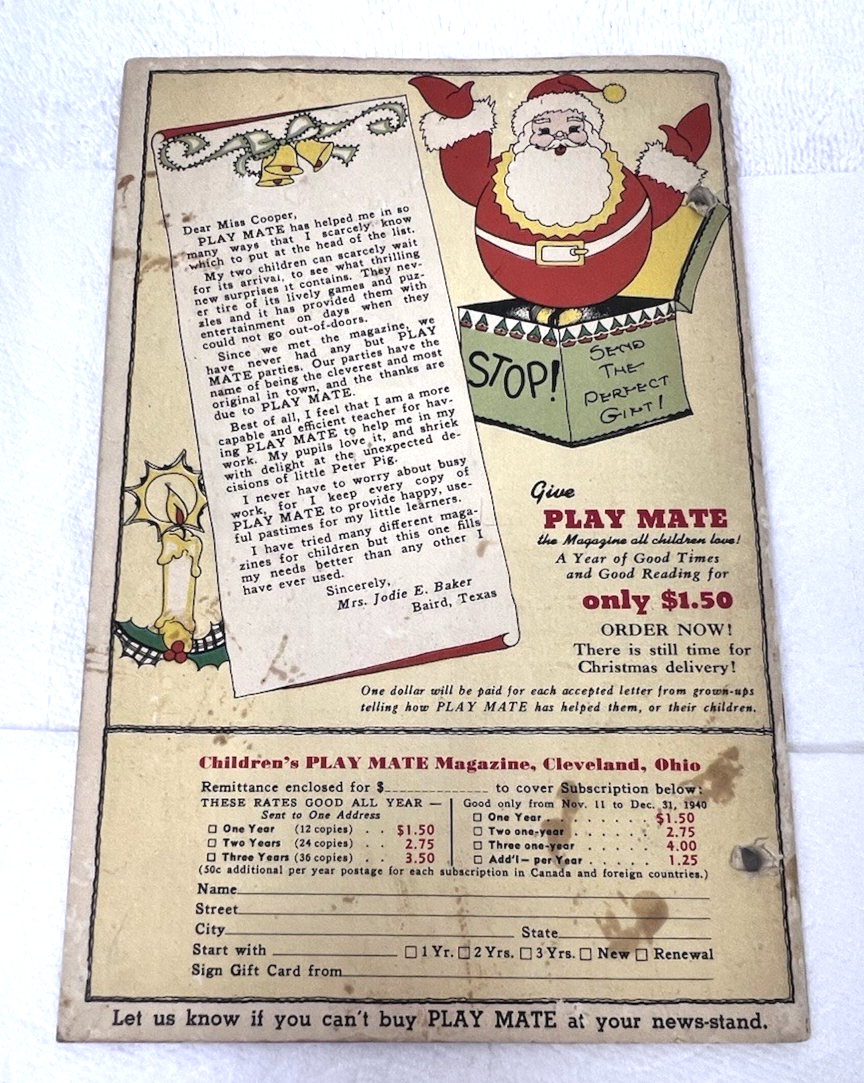 Dear Miss Cooper,
PLAY MATE has helped me in so
many ways that I scarcely know
which to put at the head of the list.
My two children can scarcely wait
for its arrival, to see what thrilling
new surprises it contains. They nev-
er tire of its lively games and puz-
zles and it has provided them with
entertainment on days when they
could not go out-of-doors.
Since we met the magazine, we
have never had any but PLAY
MATE parties. Our parties have the
name of being the cleverest and most
original in town, and the thanks are
due to PLAY MATE.
Best of all, I feel that I am a more
capable and efficient teacher for hav-
ing PLAY MATE to help me in my
work. My pupils love it, and shriek
with delight at the unexpected de-
cisions of little Peter Pig.
I never have to worry about busy
work, for I keep every copy of
PLAY MATE to provide happy, use-
ful pastimes for my little learners.
I have tried many different maga-
zines for children but this one fills
my needs better than any other I
have ever used.
Sincerely,
Mrs. Jodie E. Baker
Baird, Texas
STOP!
SEND
THE
PERFECT
GIFT!
Give
PLAY MATE
the Magazine all children love!
A Year of Good Times
and Good Reading for
only $1.50
ORDER NOW!
There is still time for
Christmas delivery!
One dollar will be paid for each accepted letter from grown-ups
telling how PLAY MATE has helped them, or their children.
Children's PLAY MATE Magazine, Cleveland, Ohio
Remittance enclosed for $ to cover Subscription below:
THESE RATES GOOD ALL YEAR —
Sent to One Address
☐ One Year (12 copies) . . $1.50
☐ Two Years (24 copies) . . 2.75
☐ Three Years (36 copies) . . 3.50
Good only from Nov. 11 to Dec. 31, 1940
☐ One Year . . . . . . . . $1.50
☐ Two one-year . . . . . . 2.75
☐ Three one-year . . . . . 4.00
☐ Add'l— per Year . . . . . 1.25
(50c additional per year postage for each subscription in Canada and foreign countries.)
Name
Street
City State
Start with ☐ 1 Yr. ☐ 2 Yrs. ☐ 3 Yrs. ☐ New ☐ Renewal
Sign Gift Card from
Let us know if you can't buy PLAY MATE at your news-stand.